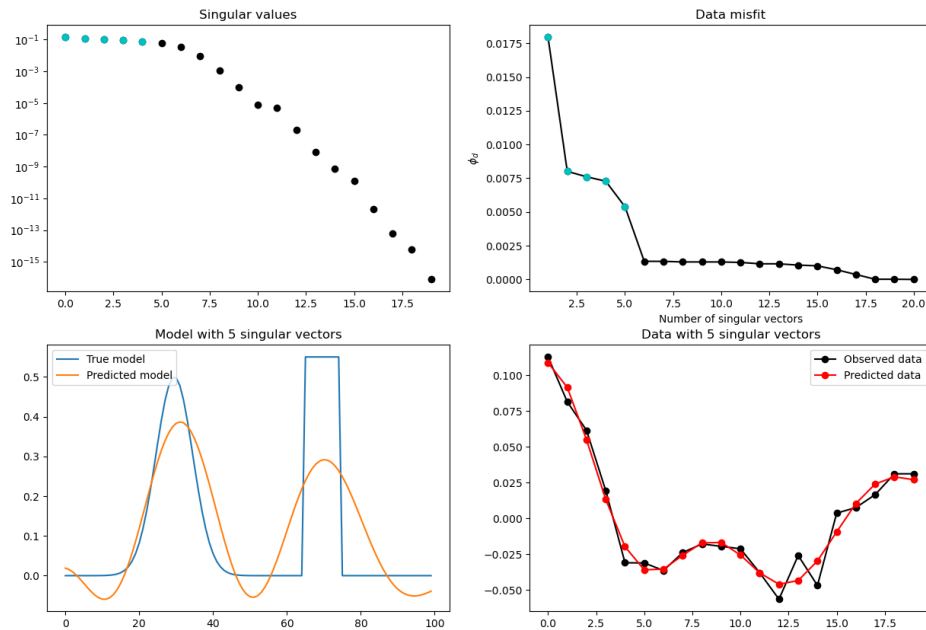 Singular values
10⁻¹
10⁻³
10⁻⁵
10⁻⁷
10⁻⁹
10⁻¹¹
10⁻¹³
10⁻¹⁵
0.0 2.5 5.0 7.5 10.0 12.5 15.0 17.5
Data misfit
ϕd
0.0175
0.0150
0.0125
0.0100
0.0075
0.0050
0.0025
0.0000
2.5 5.0 7.5 10.0 12.5 15.0 17.5 20.0
Number of singular vectors
Model with 5 singular vectors
True model
Predicted model
0.5
0.4
0.3
0.2
0.1
0.0
0 20 40 60 80 100
Data with 5 singular vectors
Observed data
Predicted data
0.100
0.075
0.050
0.025
0.000
−0.025
−0.050
0.0 2.5 5.0 7.5 10.0 12.5 15.0 17.5